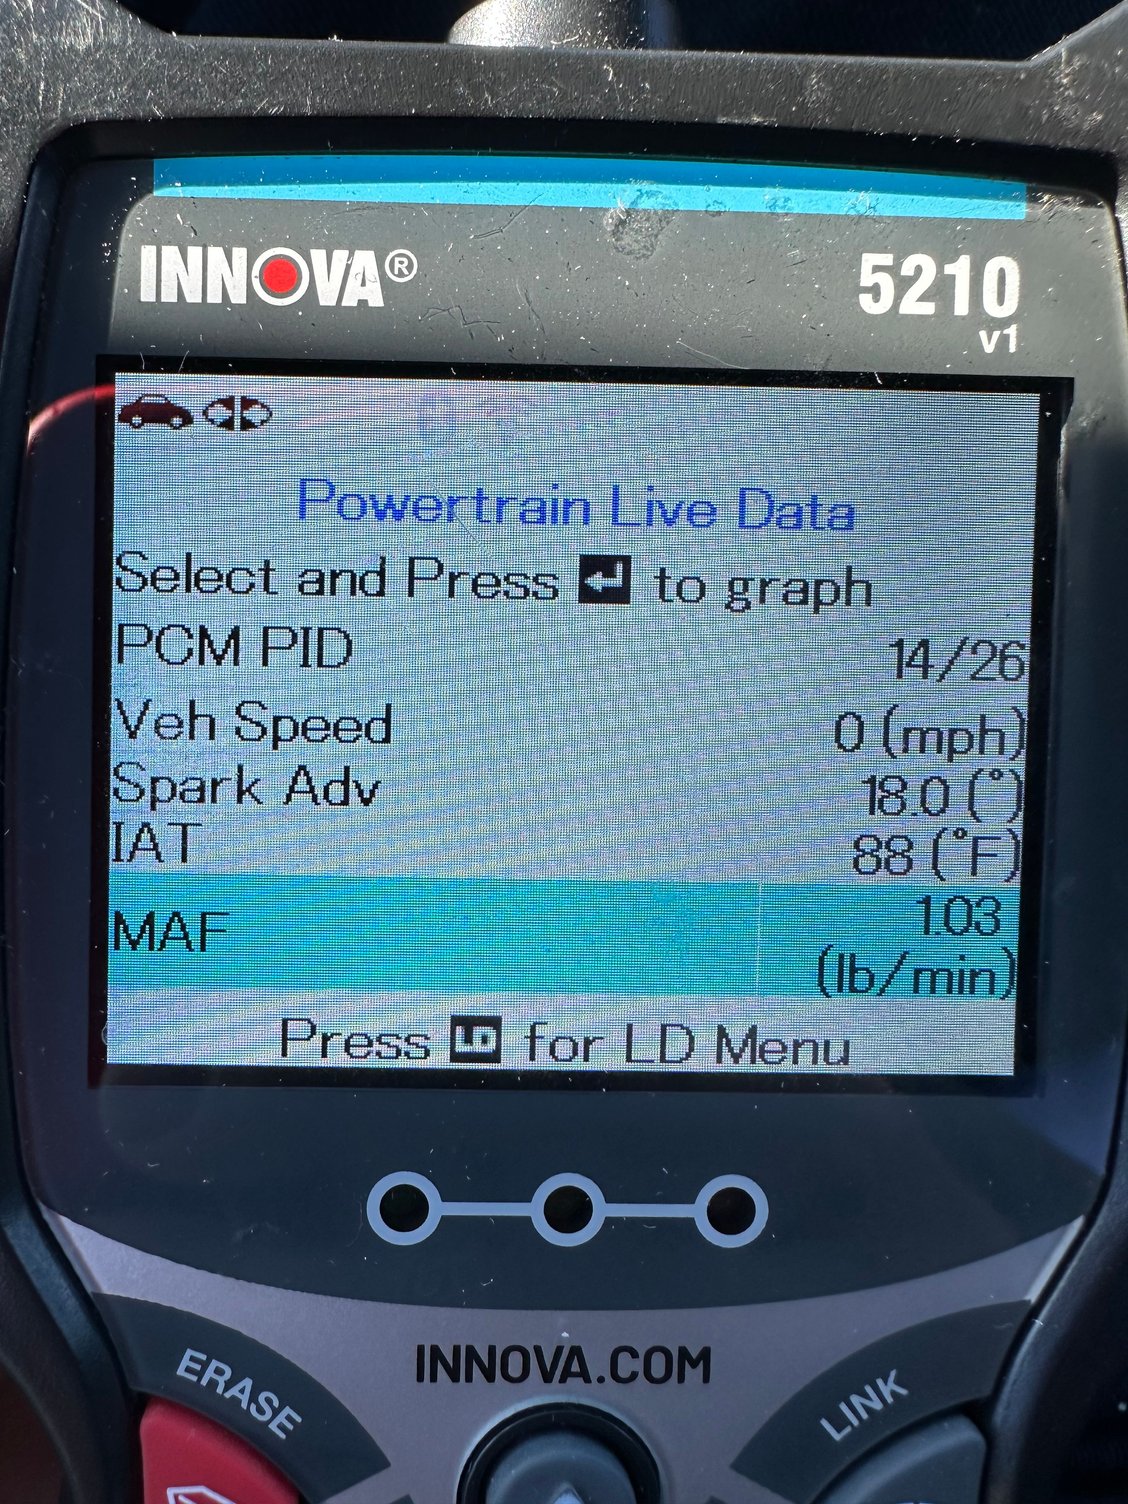 INNOVA®
5210
v1
Powertrain Live Data
Select and Press to graph
PCM PID 14/26
Veh Speed 0 (mph)
Spark Adv 18.0 (°)
IAT 88 (°F)
MAF 1.03
(lb/min)
Press LD for LD Menu
INNOVA.COM
ERASE
LINK